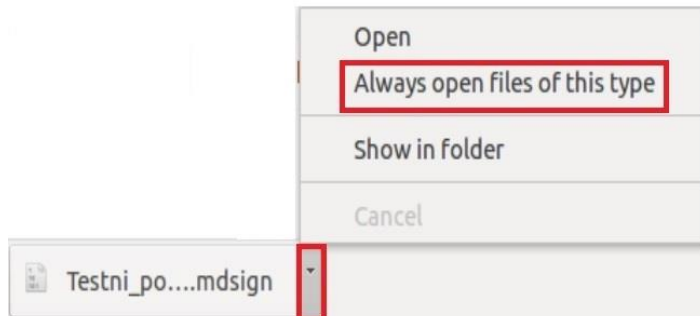 Open
Always open files of this type
Show in folder
Cancel
Testni_po....mdsign